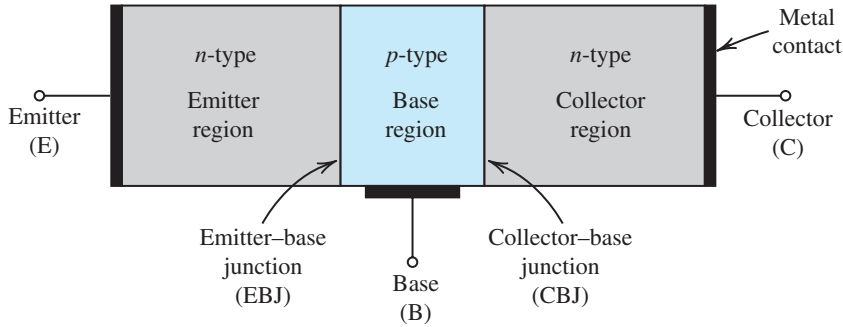 Metal
contact
n-type
Emitter
region
p-type
Base
region
n-type
Collector
region
Emitter
(E)
Collector
(C)
Emitter–base
junction
(EBJ)
Collector–base
junction
(CBJ)
Base
(B)